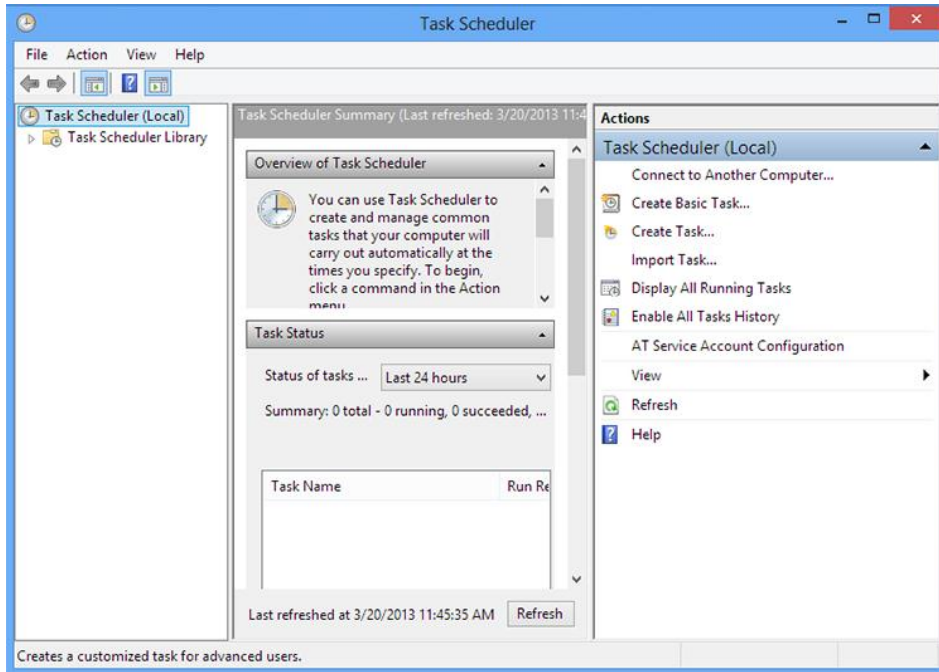 Task Scheduler
File Action View Help
Task Scheduler (Local)
Task Scheduler Library
Task Scheduler Summary (Last refreshed: 3/20/2013 11:4
Overview of Task Scheduler
You can use Task Scheduler to
create and manage common
tasks that your computer will
carry out automatically at the
times you specify. To begin,
click a command in the Action
menu
Task Status
Status of tasks ... Last 24 hours
Summary: 0 total - 0 running, 0 succeeded, ...
Task Name Run Re
Last refreshed at 3/20/2013 11:45:35 AM Refresh
Actions
Task Scheduler (Local)
Connect to Another Computer...
Create Basic Task...
Create Task...
Import Task...
Display All Running Tasks
Enable All Tasks History
AT Service Account Configuration
View
Refresh
Help
Creates a customized task for advanced users.